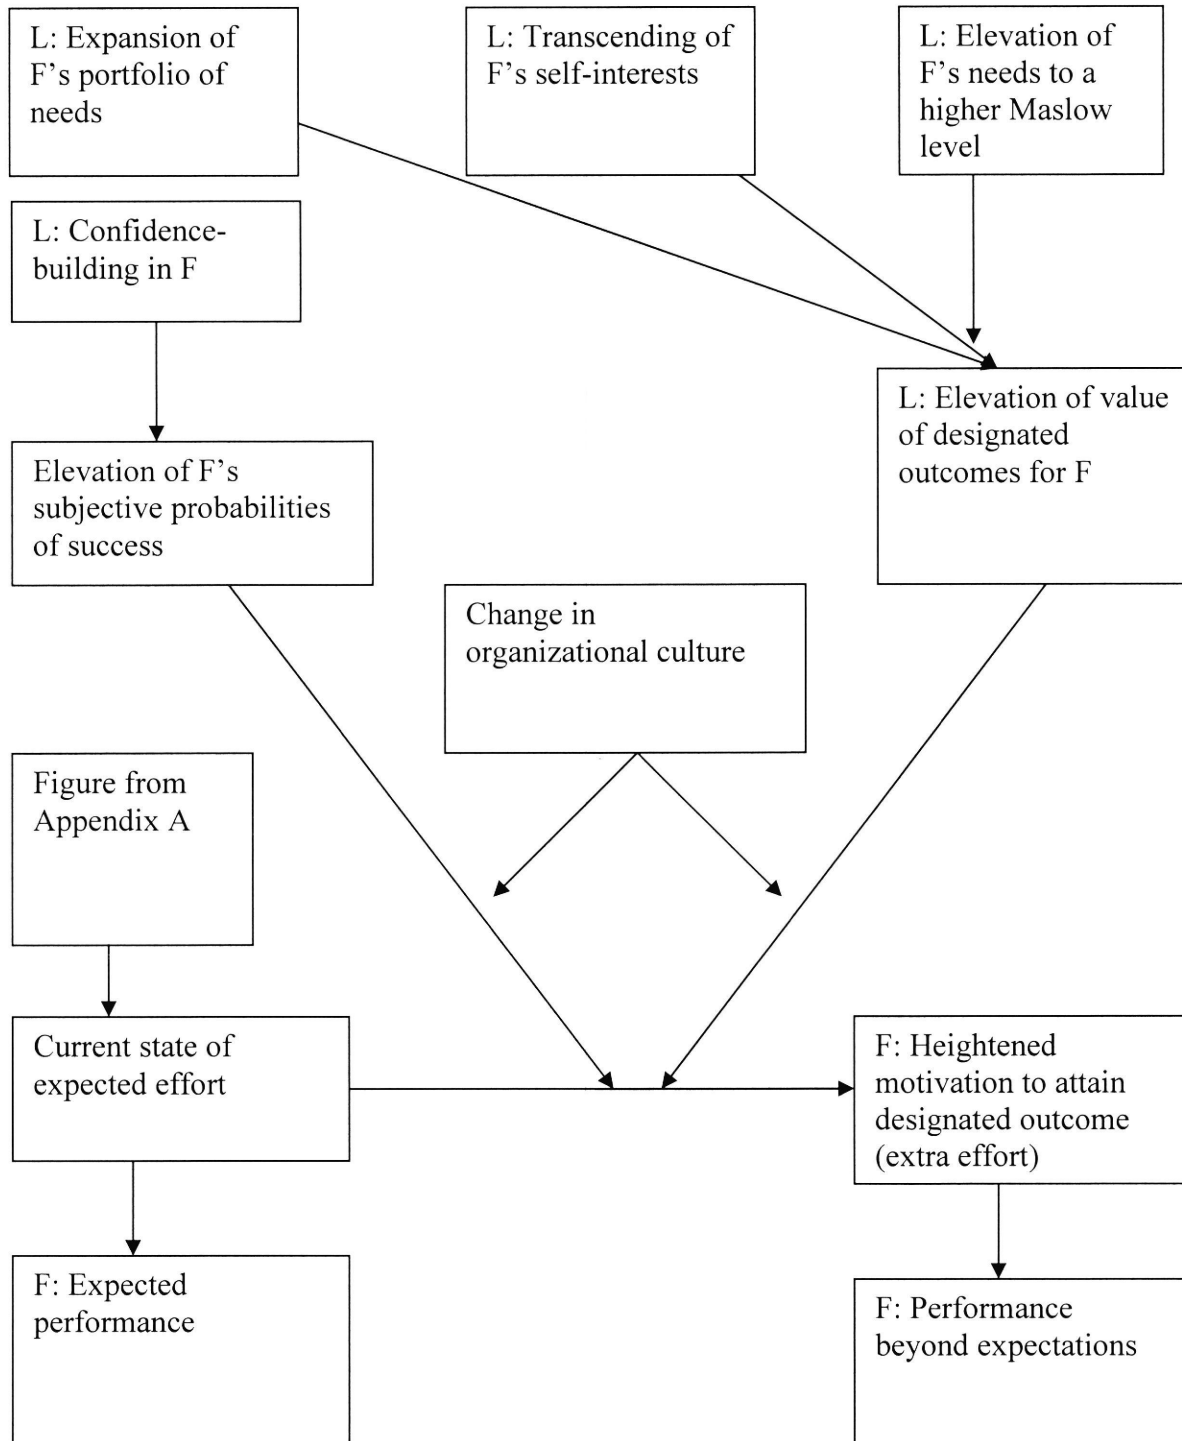 L: Expansion of
F's portfolio of
needs
L: Transcending of
F's self-interests
L: Elevation of
F's needs to a
higher Maslow
level
L: Confidence-
building in F
L: Elevation of value
of designated
outcomes for F
Elevation of F's
subjective probabilities
of success
Change in
organizational culture
Figure from
Appendix A
Current state of
expected effort
F: Heightened
motivation to attain
designated outcome
(extra effort)
F: Expected
performance
F: Performance
beyond expectations